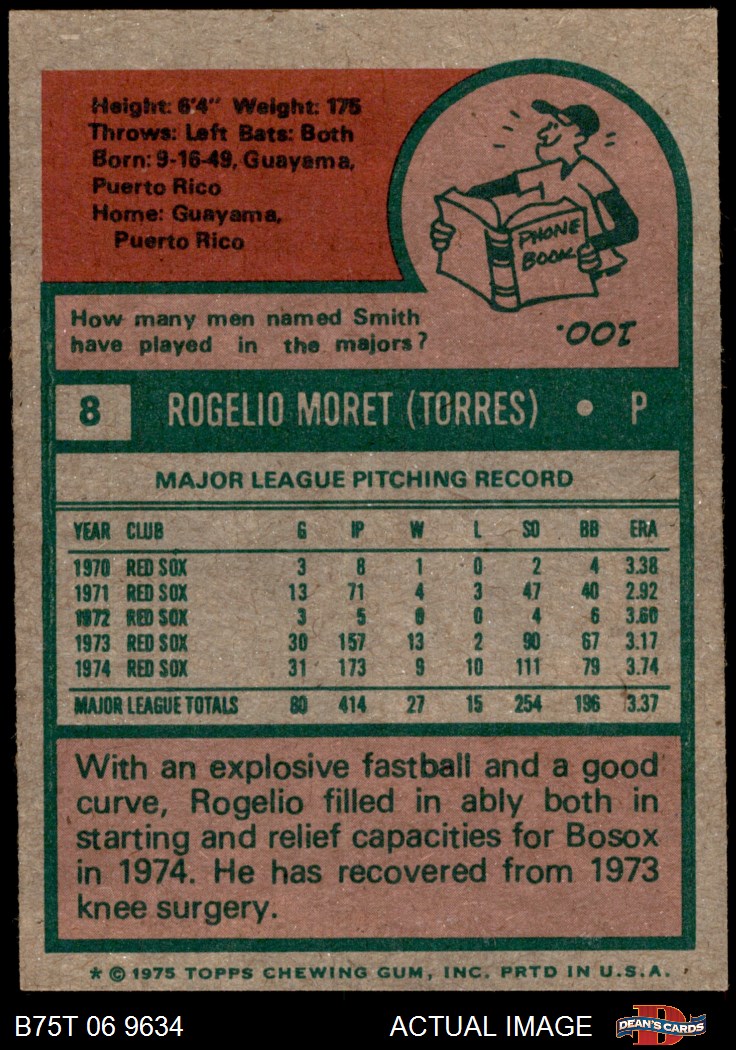 Height: 6'4" Weight: 175
Throws: Left Bats: Both
Born: 9-16-49, Guayama,
Puerto Rico
Home: Guayama,
Puerto Rico
PHONE
BOOK
How many men named Smith
have played in the majors?
100.
8 ROGELIO MORET (TORRES) • P
MAJOR LEAGUE PITCHING RECORD
YEAR CLUB G IP W L SO BB ERA
1970 RED SOX 3 8 1 0 2 4 3.38
1971 RED SOX 13 71 4 3 47 40 2.92
1972 RED SOX 3 5 0 0 4 6 3.60
1973 RED SOX 30 157 13 2 90 67 3.17
1974 RED SOX 31 173 9 10 111 79 3.74
MAJOR LEAGUE TOTALS 80 414 27 15 254 196 3.37
With an explosive fastball and a good
curve, Rogelio filled in ably both in
starting and relief capacities for Bosox
in 1974. He has recovered from 1973
knee surgery.
* © 1975 TOPPS CHEWING GUM, INC. PRTD IN U.S.A.
B75T 06 9634 ACTUAL IMAGE D DEAN'S CARDS